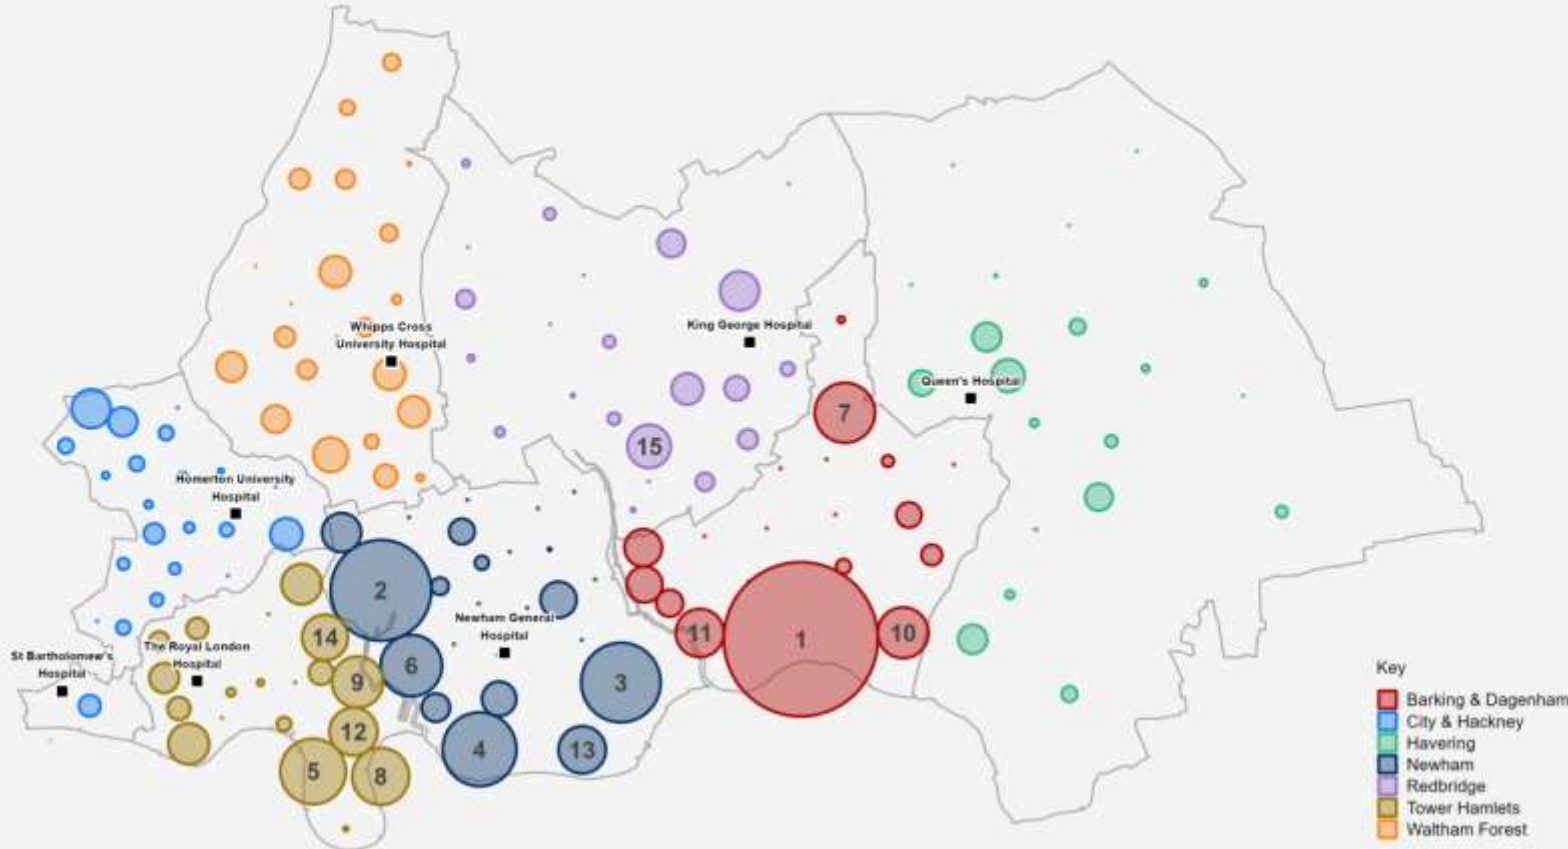 Whipps Cross
University Hospital
King George Hospital
Queen's Hospital
7
15
Homerton University
Hospital
2
Newham General
Hospital
14
11
1
10
6
St Bartholomew's
Hospital
The Royal London
Hospital
9
3
12
4
13
5
8
Key
Barking & Dagenham
City & Hackney
Havering
Newham
Redbridge
Tower Hamlets
Waltham Forest